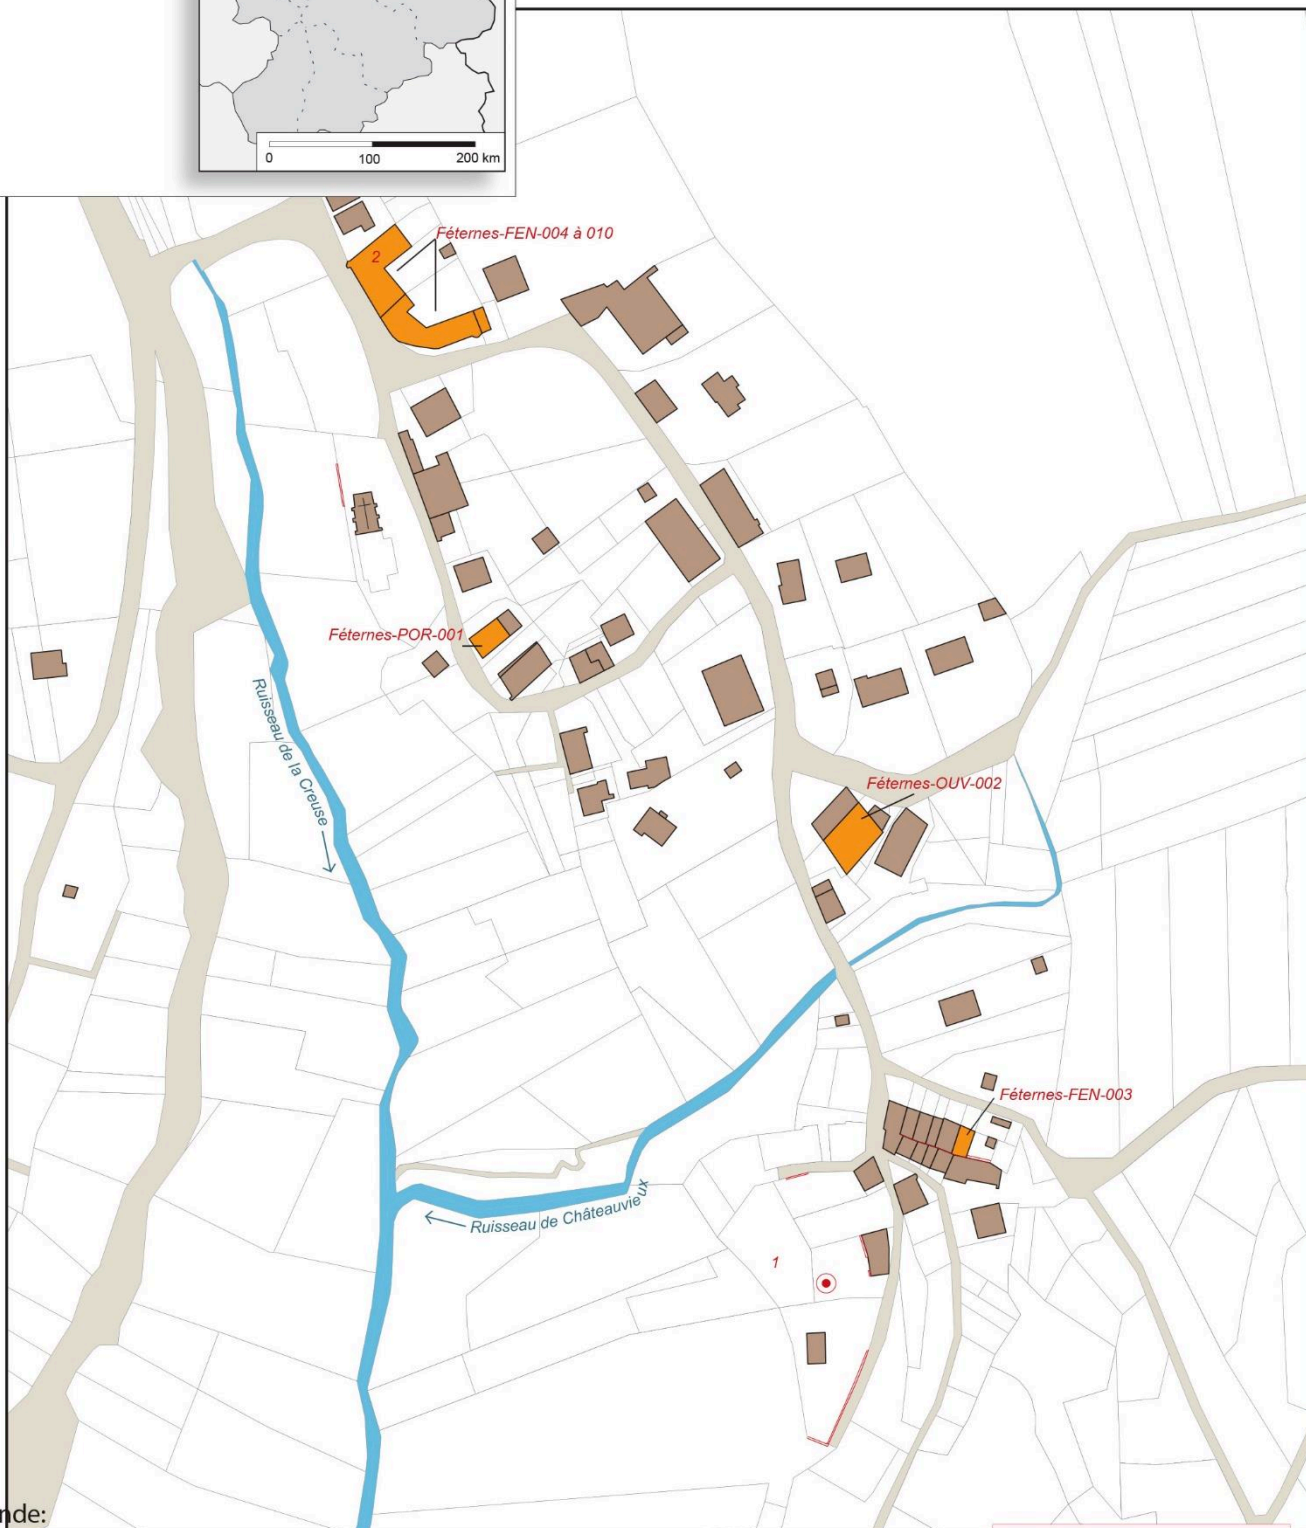 0 100 200 km
Féternes-FEN-004 à 010
2
Féternes-POR-001
Ruisseau de la Creuse
Féternes-OUV-002
Féternes-FEN-003
Ruisseau de Châteauvieux
1
nde: